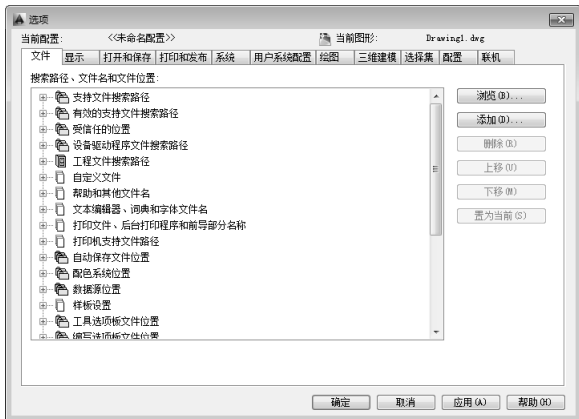 选项
当前配置: <<未命名配置>> 当前图形: Drawing1.dwg
文件 显示 打开和保存 打印和发布 系统 用户系统配置 绘图 三维建模 选择集 配置 联机
搜索路径、文件名和文件位置:
支持文件搜索路径
有效的支持文件搜索路径
受信任的位置
设备驱动程序文件搜索路径
工程文件搜索路径
自定义文件
帮助和其他文件名
文本编辑器、词典和字体文件名
打印文件、后台打印程序和前导部分名称
打印机支持文件路径
自动保存文件位置
配色系统位置
数据源位置
样板设置
工具选项板文件位置
编写选项板文件位置
浏览(B)...
添加(D)...
删除(R)
上移(U)
下移(M)
置为当前(S)
确定 取消 应用(A) 帮助(H)